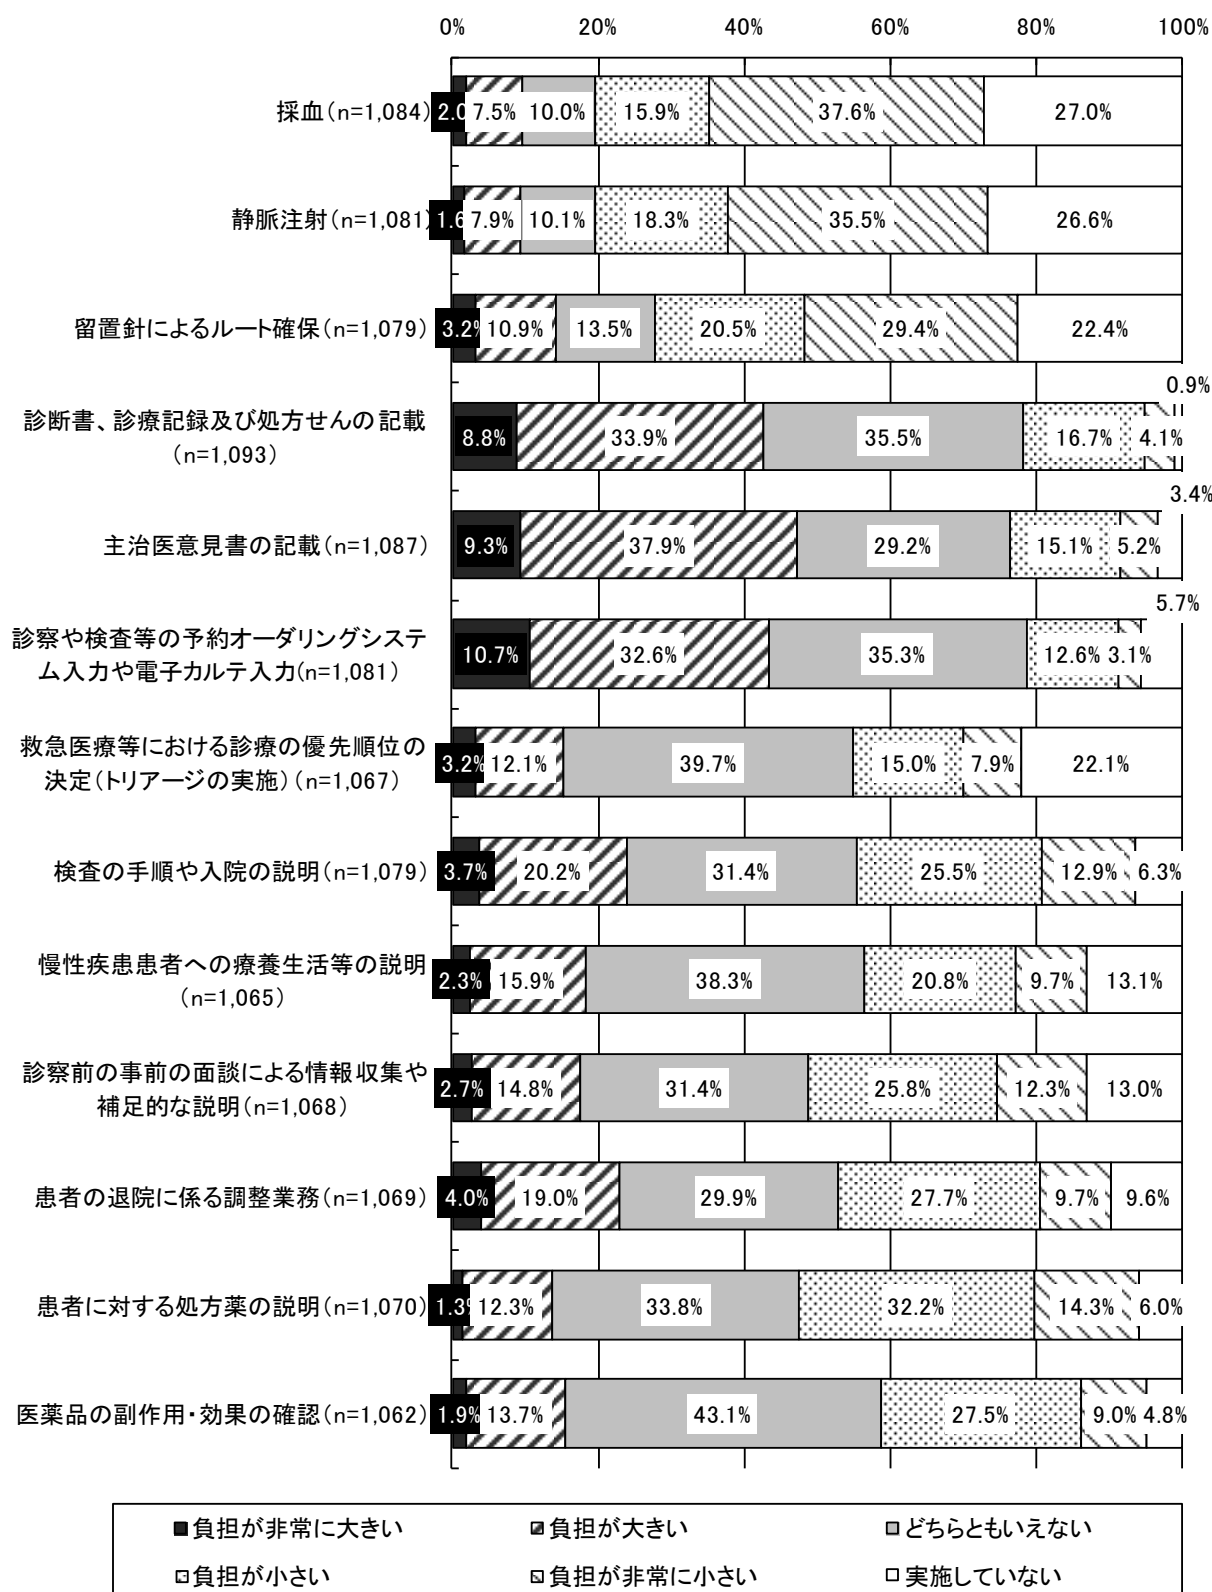 0% 20% 40% 60% 80% 100%
採血(n=1,084) 2.0 7.5% 10.0% 15.9% 37.6% 27.0%
静脈注射(n=1,081) 1.6 7.9% 10.1% 18.3% 35.5% 26.6%
留置針によるルート確保(n=1,079) 3.2% 10.9% 13.5% 20.5% 29.4% 22.4%
0.9%
診断書、診療記録及び処方せんの記載
(n=1,093) 8.8% 33.9% 35.5% 16.7% 4.1%
3.4%
主治医意見書の記載(n=1,087) 9.3% 37.9% 29.2% 15.1% 5.2%
5.7%
診察や検査等の予約オーダリングシステ
ム入力や電子カルテ入力(n=1,081) 10.7% 32.6% 35.3% 12.6% 3.1%
救急医療等における診療の優先順位の
決定(トリアージの実施)(n=1,067) 3.2% 12.1% 39.7% 15.0% 7.9% 22.1%
検査の手順や入院の説明(n=1,079) 3.7% 20.2% 31.4% 25.5% 12.9% 6.3%
慢性疾患患者への療養生活等の説明
(n=1,065) 2.3% 15.9% 38.3% 20.8% 9.7% 13.1%
診察前の事前の面談による情報収集や
補足的な説明(n=1,068) 2.7% 14.8% 31.4% 25.8% 12.3% 13.0%
患者の退院に係る調整業務(n=1,069) 4.0% 19.0% 29.9% 27.7% 9.7% 9.6%
患者に対する処方薬の説明(n=1,070) 1.3% 12.3% 33.8% 32.2% 14.3% 6.0%
医薬品の副作用・効果の確認(n=1,062) 1.9% 13.7% 43.1% 27.5% 9.0% 4.8%
負担が非常に大きい 負担が大きい どちらともいえない
負担が小さい 負担が非常に小さい 実施していない